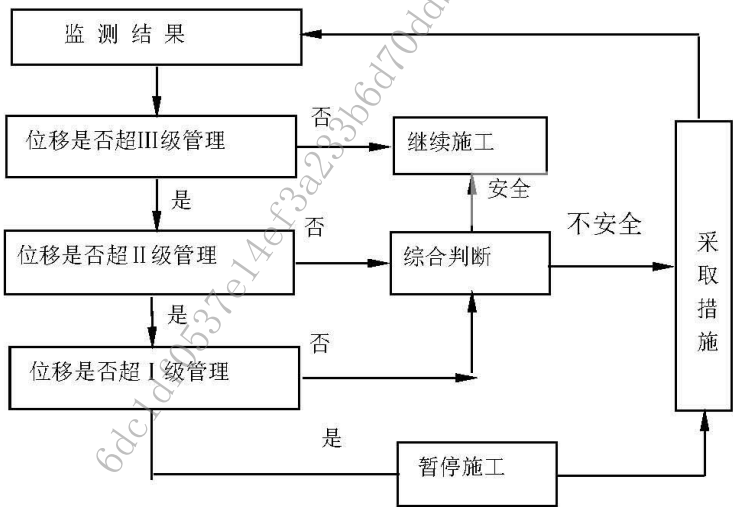 监 测 结 果
位移是否超Ⅲ级管理
否
继续施工
是
安全
位移是否超Ⅱ级管理
否
综合判断
不安全
采取措施
是
位移是否超Ⅰ级管理
否
是
暂停施工